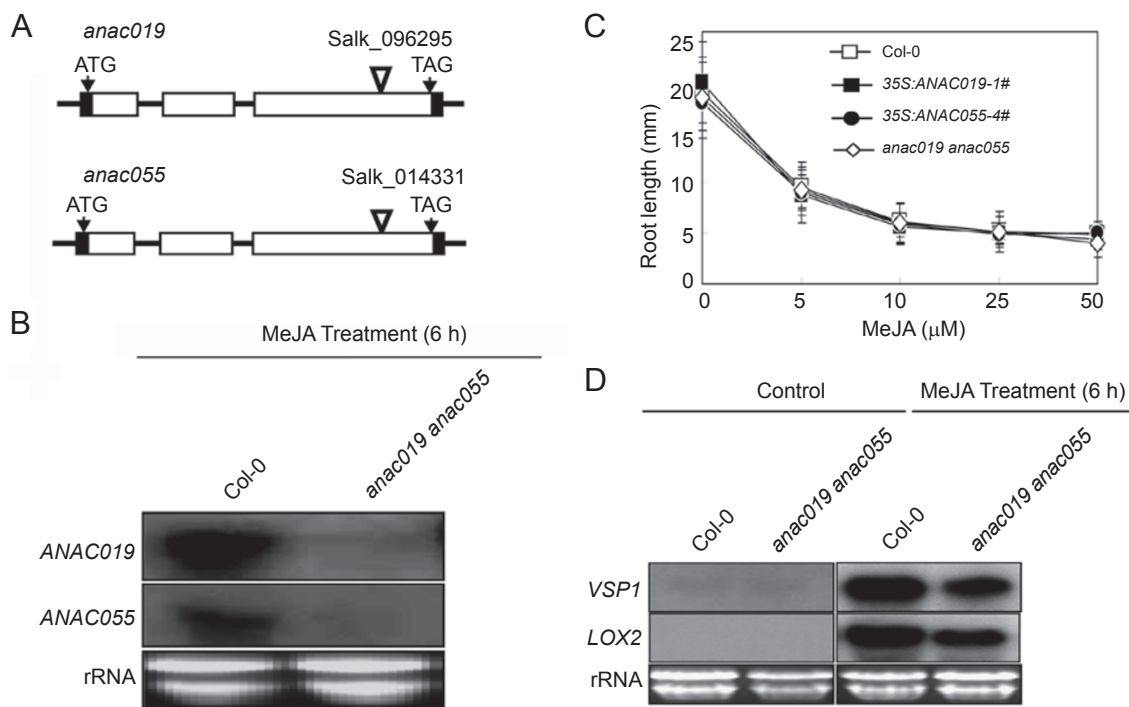 A
anac019
Salk_096295
ATG
TAG
anac055
Salk_014331
ATG
TAG
B
MeJA Treatment (6 h)
Col-0
anac019 anac055
ANAC019
ANAC055
rRNA
C
25
20
15
10
5
0
Root length (mm)
Col-0
35S:ANAC019-1#
35S:ANAC055-4#
anac019 anac055
0 5 10 25 50
MeJA (μM)
D
Control
MeJA Treatment (6 h)
Col-0
anac019 anac055
Col-0
anac019 anac055
VSP1
LOX2
rRNA